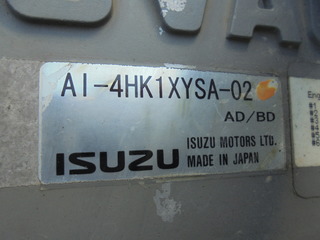 AI-4HK1XYSA-02
AD/BD
ISUZU
ISUZU MOTORS LTD.
MADE IN JAPAN